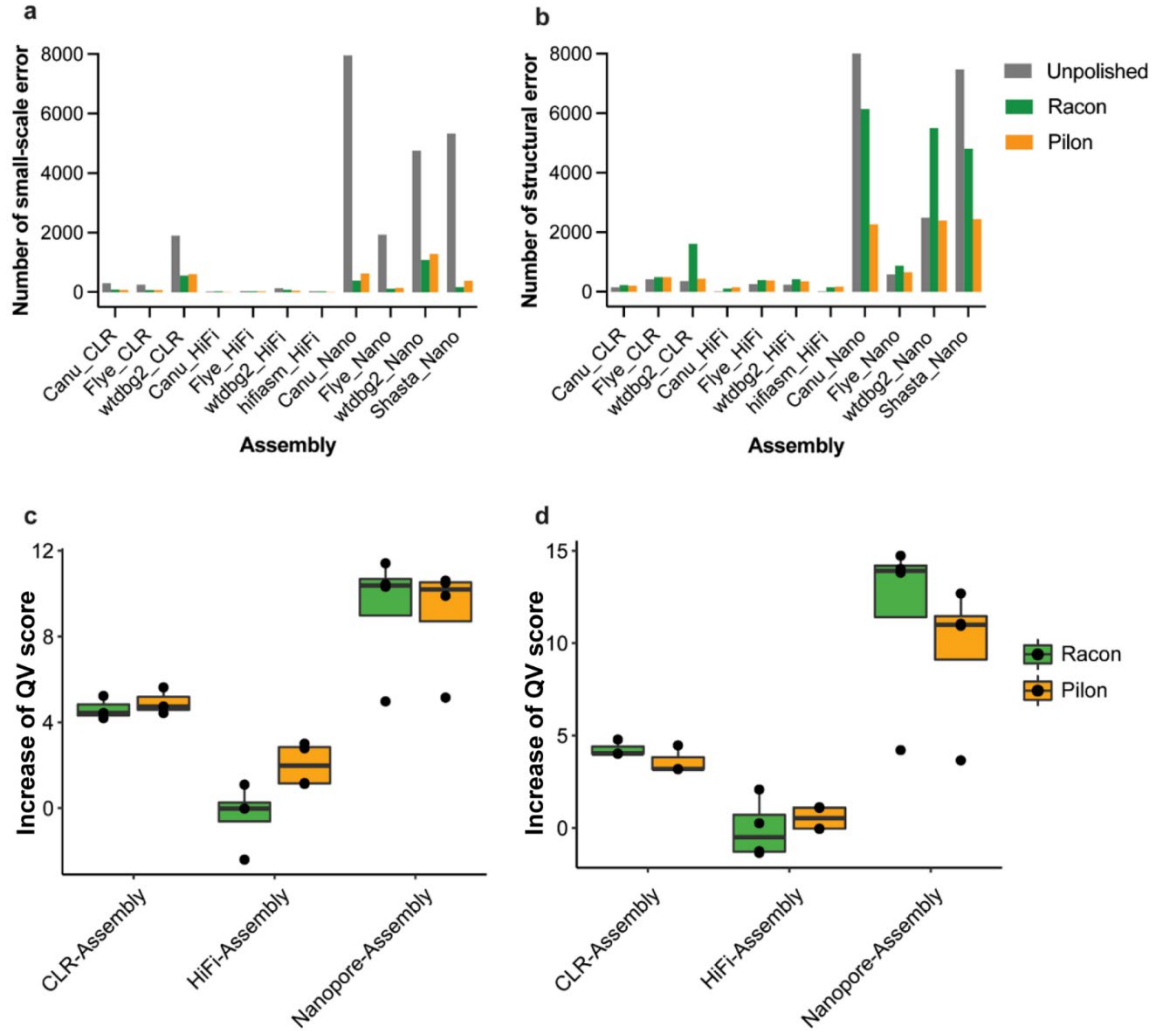 a
Number of small-scale error
8000
6000
4000
2000
0
Canu_CLR
Flye_CLR
wtdbg2_CLR
Canu_HiFi
Flye_HiFi
wtdbg2_HiFi
hifiasm_HiFi
Canu_Nano
Flye_Nano
wtdbg2_Nano
Shasta_Nano
Assembly
b
Number of structural error
8000
6000
4000
2000
0
Canu_CLR
Flye_CLR
wtdbg2_CLR
Canu_HiFi
Flye_HiFi
wtdbg2_HiFi
hifiasm_HiFi
Canu_Nano
Flye_Nano
wtdbg2_Nano
Shasta_Nano
Assembly
Unpolished
Racon
Pilon
c
Increase of QV score
12
8
4
0
CLR-Assembly
HiFi-Assembly
Nanopore-Assembly
d
Increase of QV score
15
10
5
0
CLR-Assembly
HiFi-Assembly
Nanopore-Assembly
Racon
Pilon